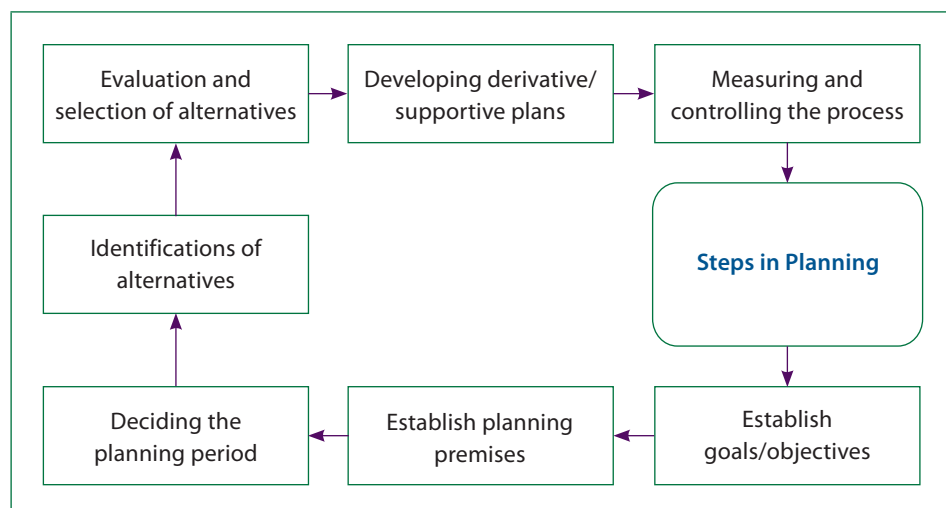 Evaluation and
selection of alternatives
Developing derivative/
supportive plans
Measuring and
controlling the process
Identifications of
alternatives
Steps in Planning
Deciding the
planning period
Establish planning
premises
Establish
goals/objectives